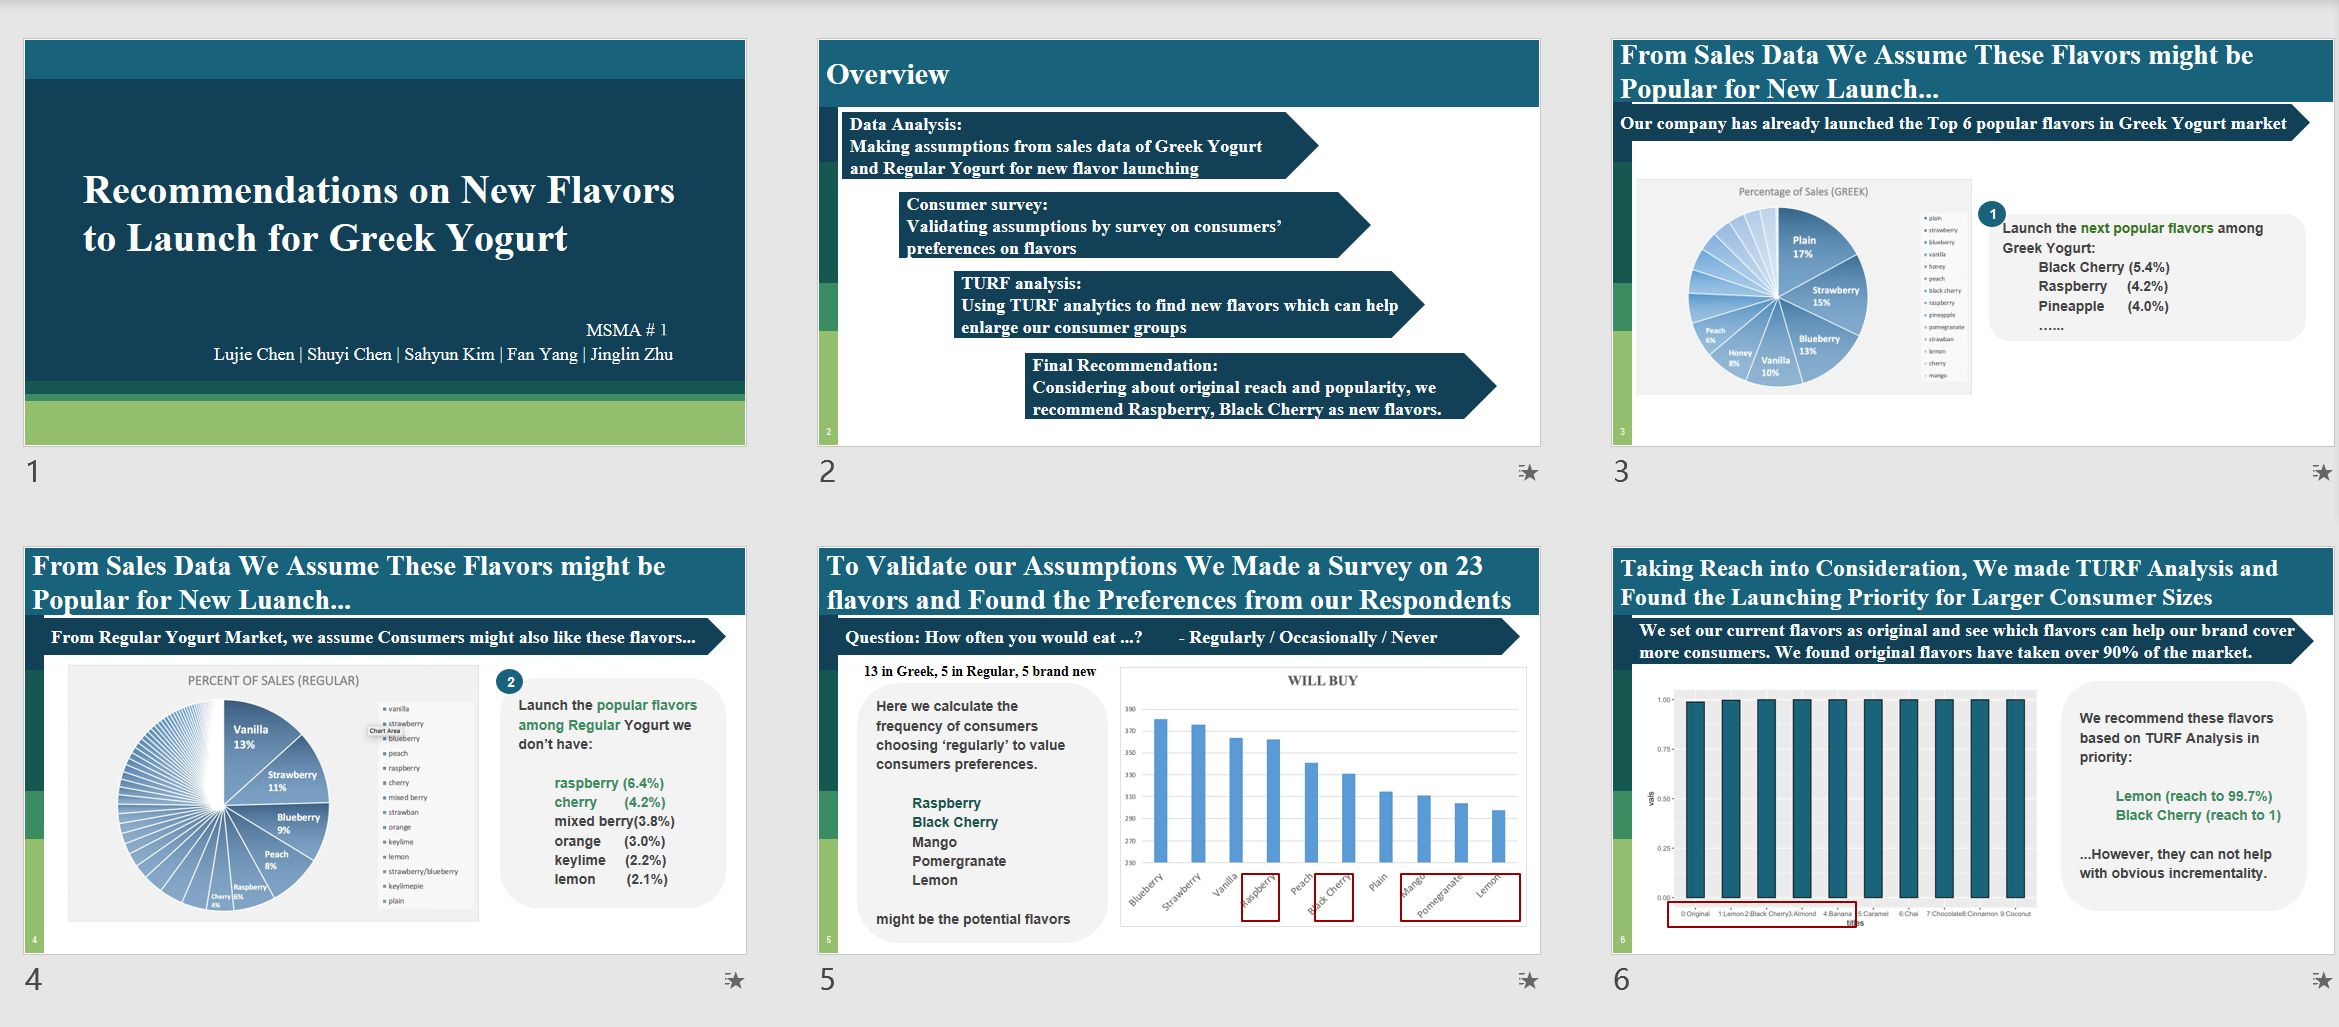 Recommendations on New Flavors
to Launch for Greek Yogurt
MSMA # 1
Lujie Chen | Shuyi Chen | Sahyun Kim | Fan Yang | Jinglin Zhu
1
Overview
Data Analysis:
Making assumptions from sales data of Greek Yogurt
and Regular Yogurt for new flavor launching
Consumer survey:
Validating assumptions by survey on consumers’
preferences on flavors
TURF analysis:
Using TURF analytics to find new flavors which can help
enlarge our consumer groups
Final Recommendation:
Considering about original reach and popularity, we
recommend Raspberry, Black Cherry as new flavors.
2
2
From Sales Data We Assume These Flavors might be
Popular for New Launch...
Our company has already launched the Top 6 popular flavors in Greek Yogurt market
Percentage of Sales (GREEK)
Plain
17%
Strawberry
15%
Blueberry
13%
Vanilla
10%
Honey
8%
Peach
6%
plain
strawberry
blueberry
vanilla
honey
peach
black cherry
raspberry
pineapple
pomegranate
strawban
lemon
cherry
mango
1
Launch the next popular flavors among
Greek Yogurt:
Black Cherry (5.4%)
Raspberry (4.2%)
Pineapple (4.0%)
......
3
3
From Sales Data We Assume These Flavors might be
Popular for New Luanch...
From Regular Yogurt Market, we assume Consumers might also like these flavors...
PERCENT OF SALES (REGULAR)
Vanilla
13%
Strawberry
11%
Blueberry
9%
Peach
8%
Raspberry
6%
Cherry
4%
vanilla
strawberry
Chart Area
blueberry
peach
raspberry
cherry
mixed berry
strawban
orange
keylime
lemon
strawberry/blueberry
keylimepie
plain
2
Launch the popular flavors
among Regular Yogurt we
don’t have:
raspberry (6.4%)
cherry (4.2%)
mixed berry(3.8%)
orange (3.0%)
keylime (2.2%)
lemon (2.1%)
4
4
To Validate our Assumptions We Made a Survey on 23
flavors and Found the Preferences from our Respondents
Question: How often you would eat ...? - Regularly / Occasionally / Never
13 in Greek, 5 in Regular, 5 brand new
Here we calculate the
frequency of consumers
choosing ‘regularly’ to value
consumers preferences.
Raspberry
Black Cherry
Mango
Pomergranate
Lemon
might be the potential flavors
WILL BUY
390
370
350
330
310
290
270
250
Blueberry
Strawberry
Vanilla
Raspberry
Peach
Black Cherry
Plain
Mango
Pomegranate
Lemon
5
5
Taking Reach into Consideration, We made TURF Analysis and
Found the Launching Priority for Larger Consumer Sizes
We set our current flavors as original and see which flavors can help our brand cover
more consumers. We found original flavors have taken over 90% of the market.
vals
1.00
0.75
0.50
0.25
0.00
0:Original 1:Lemon 2:Black Cherry 3:Almond 4:Banana 5:Caramel 6:Chai 7:Chocolate 8:Cinnamon 9:Coconut
titles
We recommend these flavors
based on TURF Analysis in
priority:
Lemon (reach to 99.7%)
Black Cherry (reach to 1)
...However, they can not help
with obvious incrementality.
6
6